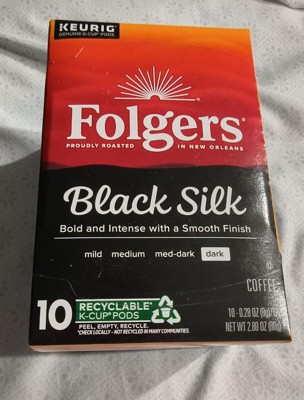 KEURIG®
GENUINE K-CUP® PODS
Folgers®
PROUDLY ROASTED IN NEW ORLEANS
Black Silk
Bold and Intense with a Smooth Finish
mild medium med-dark dark
COFFEE
10
RECYCLABLE*
K-CUP® PODS
PEEL, EMPTY, RECYCLE.
*CHECK LOCALLY - NOT RECYCLED IN MANY COMMUNITIES.
10 - 0.28 OZ
NET WT 2.80 OZ